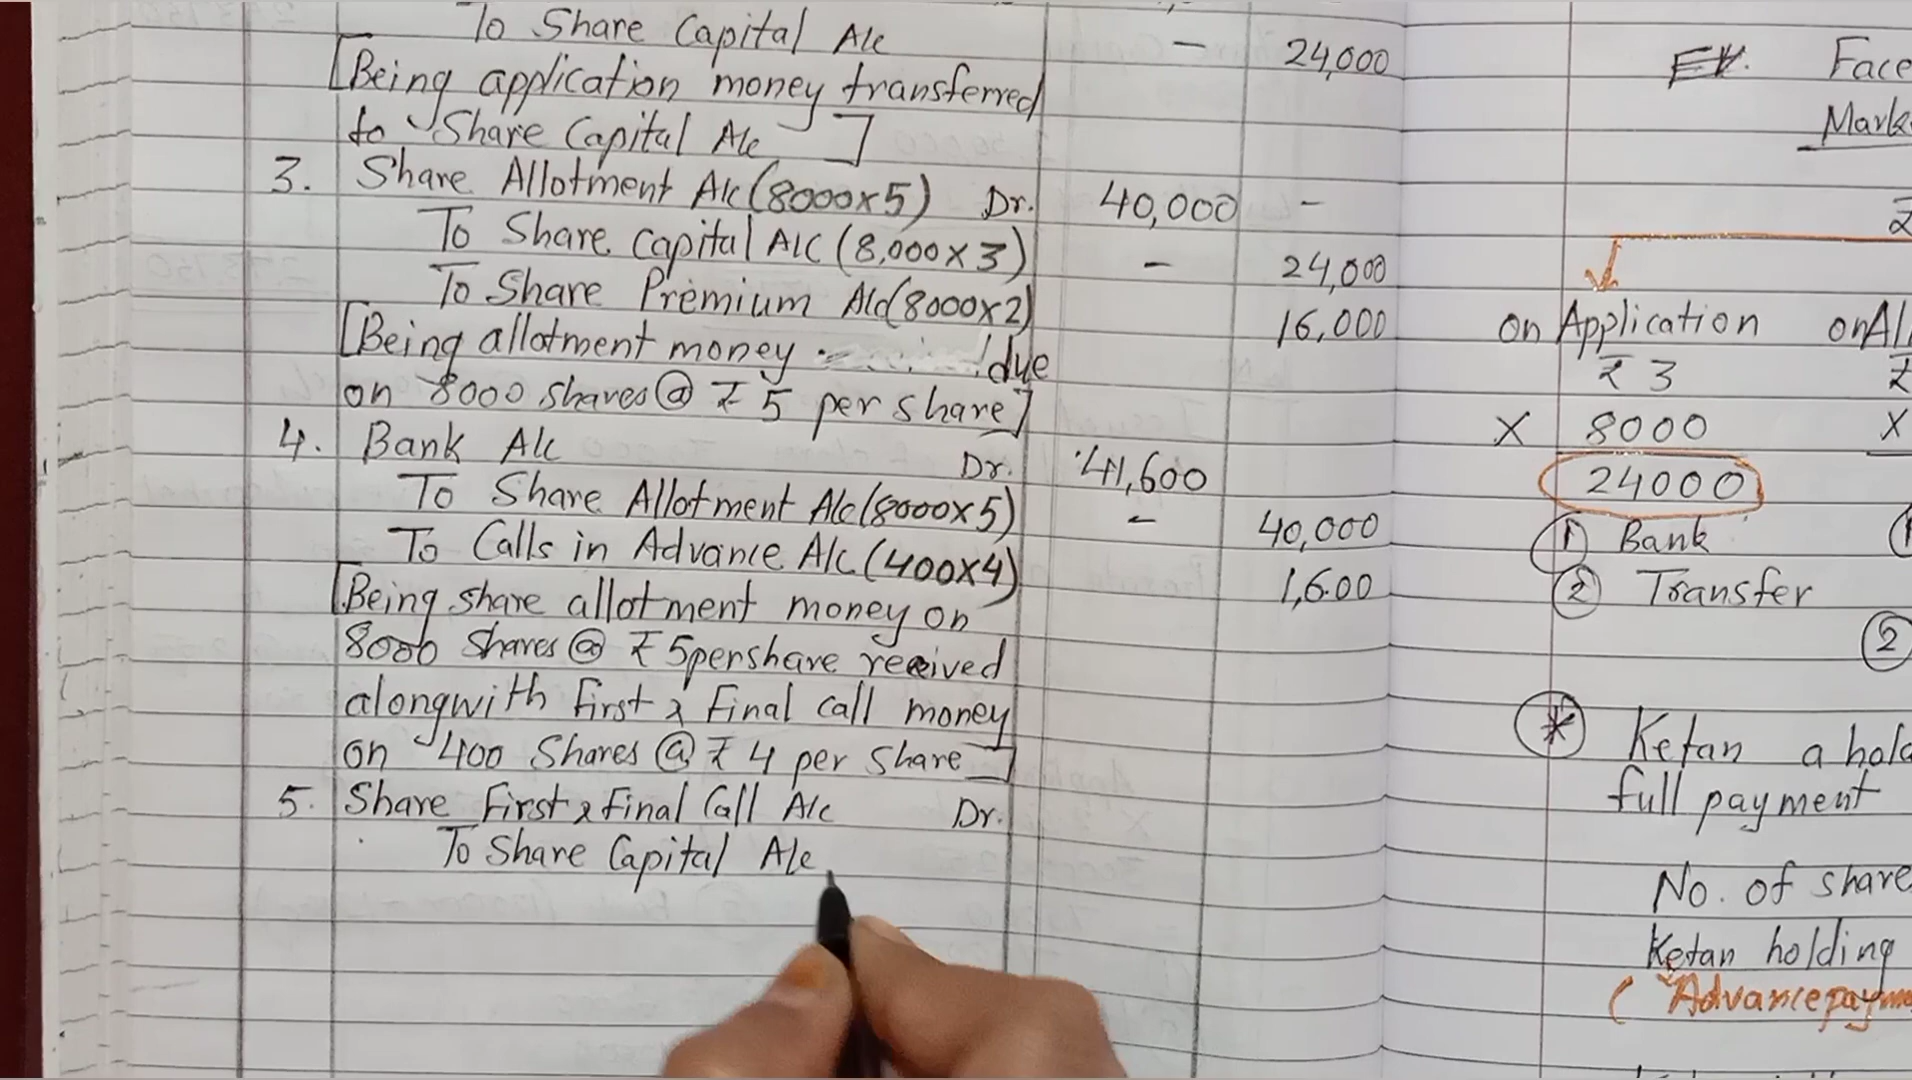 To Share Capital A/c - 24,000
[Being application money transferred
to Share Capital A/c ]
3. Share Allotment A/c (8000x5) Dr. 40,000 -
To Share Capital A/C (8,000 x 3) - 24,000
To Share Premium A/c (8000x2) 16,000
[Being allotment money due
on 8000 shares @ ₹ 5 per share]
4. Bank A/c Dr. 41,600
To Share Allotment A/c (8000x5) - 40,000
To Calls in Advance A/c (400x4) 1,600
[Being share allotment money on
8000 Shares @ ₹ 5 per share received
alongwith first & Final call money
on 400 Shares @ ₹ 4 per share]
5. Share First & Final Call A/c Dr.
To Share Capital A/c
Face
Mark
₹
on Application on Al
₹ 3 ₹
X 8000 X
24000
① Bank
② Transfer
②
* Ketan a hold
full payment
No. of share
Ketan holding
( Advance payme